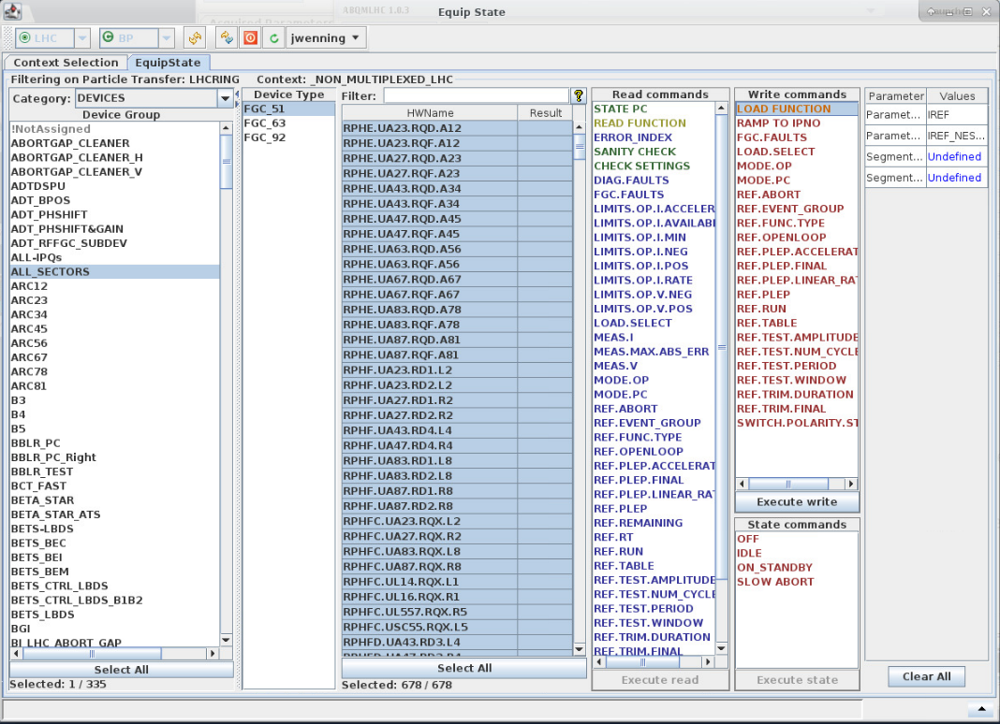 ABQMLHC 1.0.3
Acquired Parameters
Equip State
LHC
BP
jwenning
Context Selection
EquipState
Filtering on Particle Transfer: LHCRING Context: _NON_MULTIPLEXED_LHC
Category: DEVICES
Device Group
!NotAssigned
ABORTGAP_CLEANER
ABORTGAP_CLEANER_H
ABORTGAP_CLEANER_V
ADTDSPU
ADT_BPOS
ADT_PHSHIFT
ADT_PHSHIFT&GAIN
ADT_RFFGC_SUBDEV
ALL-IPQs
ALL_SECTORS
ARC12
ARC23
ARC34
ARC45
ARC56
ARC67
ARC78
ARC81
B3
B4
B5
BBLR_PC
BBLR_PC_Right
BBLR_TEST
BCT_FAST
BETA_STAR
BETA_STAR_ATS
BETS-LBDS
BETS_BEC
BETS_BEI
BETS_BEM
BETS_CTRL_LBDS
BETS_CTRL_LBDS_B1B2
BETS_LBDS
BGI
BI_LHC_ABORT_GAP
Select All
Selected: 1 / 335
Device Type
FGC_51
FGC_63
FGC_92
Filter:
?
HWName Result
RPHE.UA23.RQD.A12
RPHE.UA23.RQF.A12
RPHE.UA27.RQD.A23
RPHE.UA27.RQF.A23
RPHE.UA43.RQD.A34
RPHE.UA43.RQF.A34
RPHE.UA47.RQD.A45
RPHE.UA47.RQF.A45
RPHE.UA63.RQD.A56
RPHE.UA63.RQF.A56
RPHE.UA67.RQD.A67
RPHE.UA67.RQF.A67
RPHE.UA83.RQD.A78
RPHE.UA83.RQF.A78
RPHE.UA87.RQD.A81
RPHE.UA87.RQF.A81
RPHF.UA23.RD1.L2
RPHF.UA23.RD2.L2
RPHF.UA27.RD1.R2
RPHF.UA27.RD2.R2
RPHF.UA43.RD4.L4
RPHF.UA47.RD4.R4
RPHF.UA83.RD1.L8
RPHF.UA83.RD2.L8
RPHF.UA87.RD1.R8
RPHF.UA87.RD2.R8
RPHFC.UA23.RQX.L2
RPHFC.UA27.RQX.R2
RPHFC.UA83.RQX.L8
RPHFC.UA87.RQX.R8
RPHFC.UL14.RQX.L1
RPHFC.UL16.RQX.R1
RPHFC.UL557.RQX.R5
RPHFC.USC55.RQX.L5
RPHFD.UA43.RD3.L4
Select All
Selected: 678 / 678
Read commands
STATE PC
READ FUNCTION
ERROR_INDEX
SANITY CHECK
CHECK SETTINGS
DIAG.FAULTS
FGC.FAULTS
LIMITS.OP.I.ACCELER
LIMITS.OP.I.AVAILABI
LIMITS.OP.I.MIN
LIMITS.OP.I.NEG
LIMITS.OP.I.POS
LIMITS.OP.I.RATE
LIMITS.OP.V.NEG
LIMITS.OP.V.POS
LOAD.SELECT
MEAS.I
MEAS.MAX.ABS_ERR
MEAS.V
MODE.OP
MODE.PC
REF.ABORT
REF.EVENT_GROUP
REF.FUNC.TYPE
REF.OPENLOOP
REF.PLEP.ACCELERAT
REF.PLEP.FINAL
REF.PLEP.LINEAR_RA
REF.PLEP
REF.REMAINING
REF.RT
REF.RUN
REF.TABLE
REF.TEST.AMPLITUDE
REF.TEST.NUM_CYCLE
REF.TEST.PERIOD
REF.TEST.WINDOW
REF.TRIM.DURATION
REF.TRIM.FINAL
Execute read
Write commands
LOAD FUNCTION
RAMP TO IPNO
FGC.FAULTS
LOAD.SELECT
MODE.OP
MODE.PC
REF.ABORT
REF.EVENT_GROUP
REF.FUNC.TYPE
REF.OPENLOOP
REF.PLEP.ACCELERAT
REF.PLEP.FINAL
REF.PLEP.LINEAR_RA
REF.PLEP
REF.RUN
REF.TABLE
REF.TEST.AMPLITUDE
REF.TEST.NUM_CYCLE
REF.TEST.PERIOD
REF.TEST.WINDOW
REF.TRIM.DURATION
REF.TRIM.FINAL
SWITCH.POLARITY.ST
Execute write
State commands
OFF
IDLE
ON_STANDBY
SLOW ABORT
Execute state
Parameter Values
Paramet... IREF
Paramet... IREF_NES...
Segment... Undefined
Segment... Undefined
Clear All